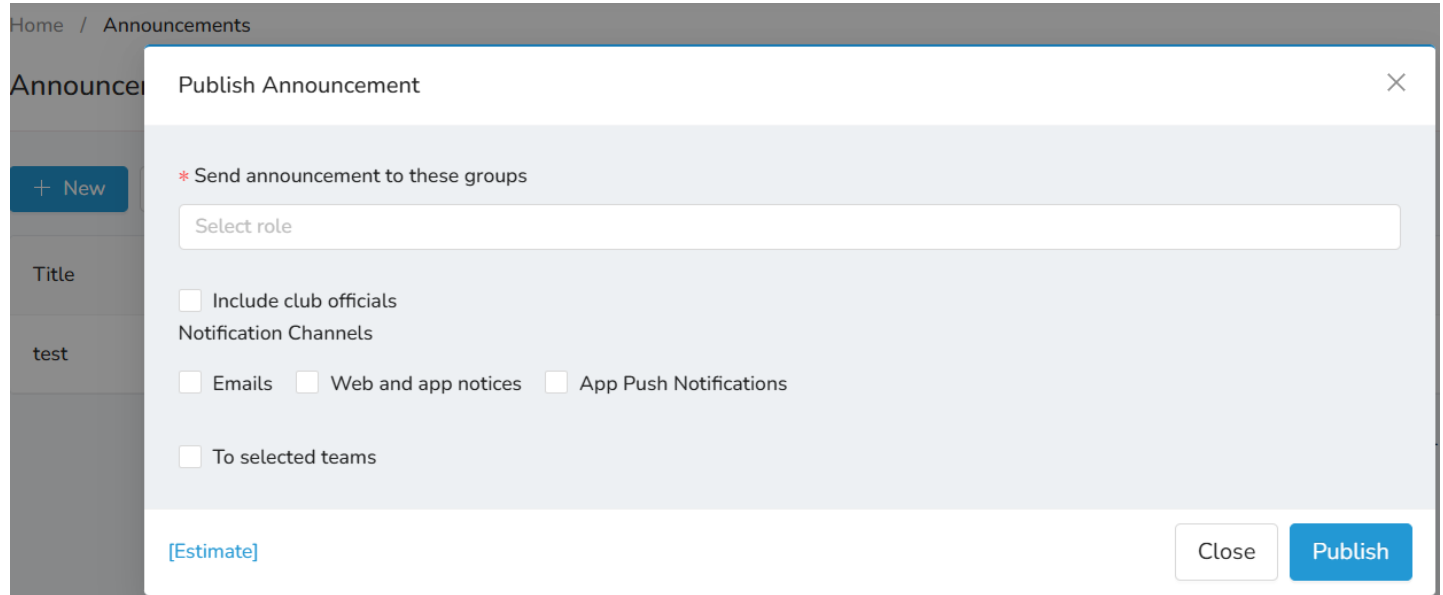 Home / Announcements
Publish Announcement
* Send announcement to these groups
+ New
Select role
Title
Include club officials
Notification Channels
test
Emails Web and app notices App Push Notifications
To selected teams
[Estimate]
Close Publish